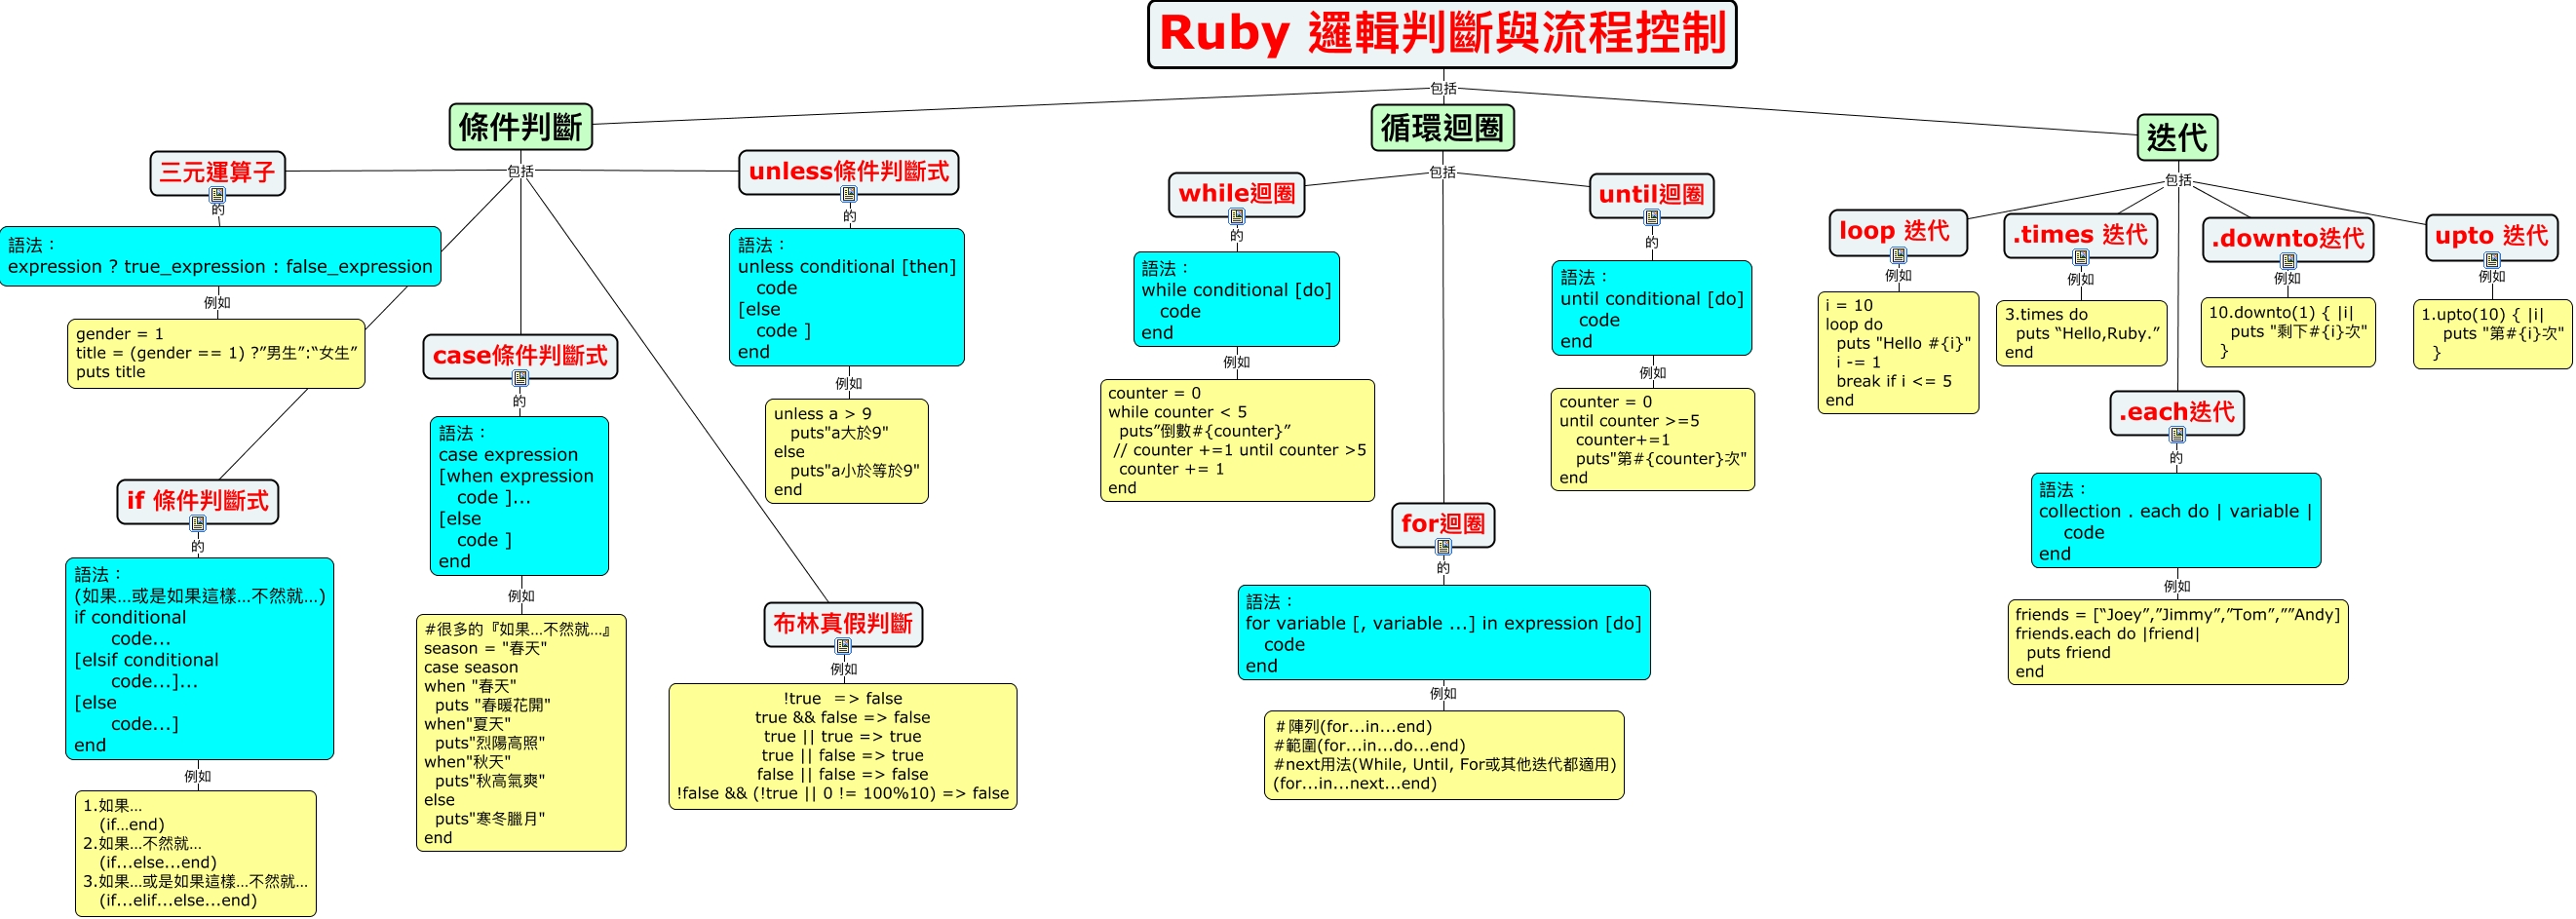 Ruby 邏輯判斷與流程控制
包括
條件判斷
包括
三元運算子
的
語法：
expression ? true_expression : false_expression
例如
gender = 1
title = (gender == 1) ?”男生”:“女生”
puts title
if 條件判斷式
的
語法：
(如果...或是如果這樣...不然就...)
if conditional
code...
[elsif conditional
code...]...
[else
code...]
end
例如
1.如果...
(if...end)
2.如果...不然就...
(if...else...end)
3.如果...或是如果這樣...不然就...
(if...elif...else...end)
case條件判斷式
的
語法：
case expression
[when expression
code ]...
[else
code ]
end
例如
#很多的『如果...不然就...』
season = "春天"
case season
when "春天"
puts "春暖花開"
when"夏天"
puts"烈陽高照"
when"秋天"
puts"秋高氣爽"
else
puts"寒冬臘月"
end
unless條件判斷式
的
語法：
unless conditional [then]
code
[else
code ]
end
例如
unless a > 9
puts"a大於9"
else
puts"a小於等於9"
end
布林真假判斷
例如
!true  => false
true && false => false
true || true => true
true || false => true
false || false => false
!false && (!true || 0 != 100%10) => false
循環迴圈
包括
while迴圈
的
語法：
while conditional [do]
code
end
例如
counter = 0
while counter < 5
puts”倒數#{counter}”
// counter +=1 until counter >5
counter += 1
end
for迴圈
的
語法：
for variable [, variable ...] in expression [do]
code
end
例如
＃陣列(for...in...end)
#範圍(for...in...do...end)
#next用法(While, Until, For或其他迭代都適用)
(for...in...next...end)
until迴圈
的
語法：
until conditional [do]
code
end
例如
counter = 0
until counter >=5
counter+=1
puts"第#{counter}次"
end
迭代
包括
loop 迭代
例如
i = 10
loop do
puts "Hello #{i}"
i -= 1
break if i <= 5
end
.times 迭代
例如
3.times do
puts “Hello,Ruby.”
end
.downto迭代
例如
10.downto(1) { |i|
puts "剩下#{i}次"
}
upto 迭代
例如
1.upto(10) { |i|
puts "第#{i}次"
}
.each迭代
的
語法：
collection . each do | variable |
code
end
例如
friends = [“Joey”,”Jimmy”,”Tom”,””Andy]
friends.each do |friend|
puts friend
end